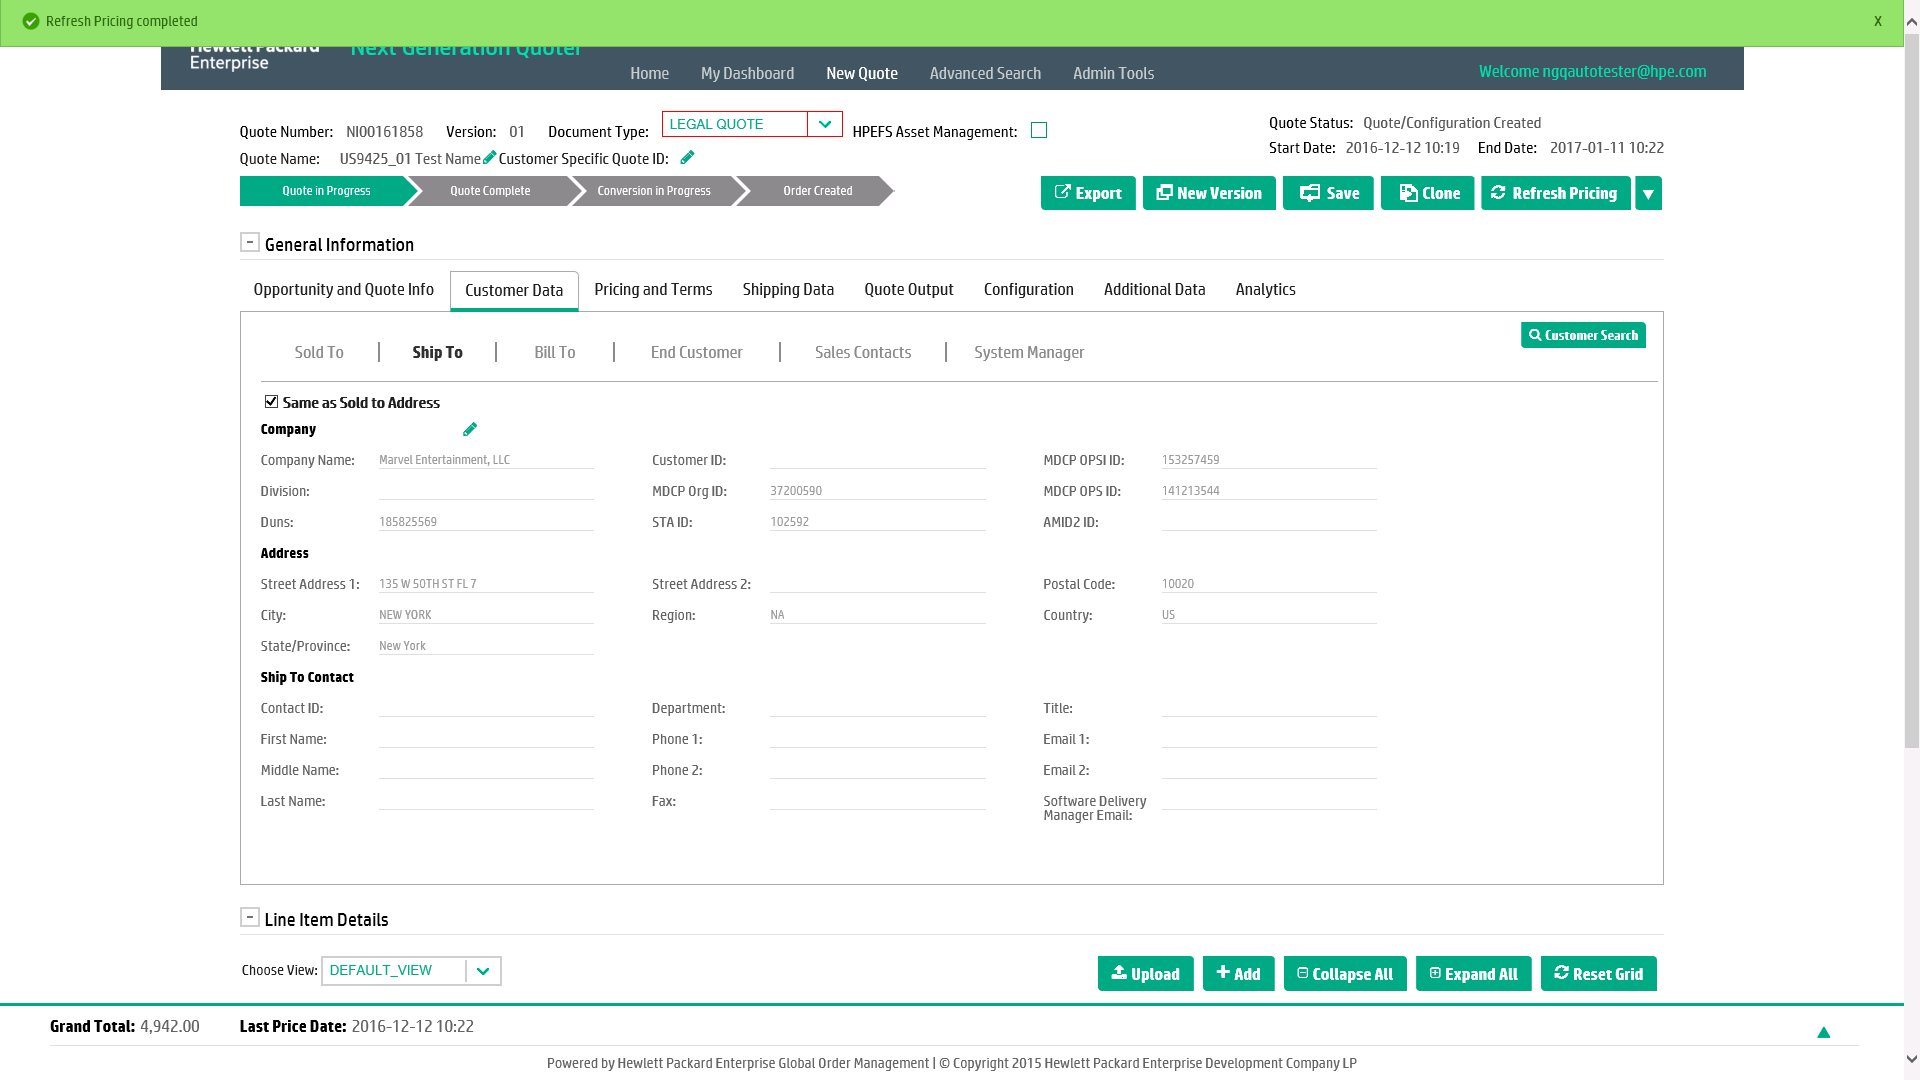 Refresh Pricing completed X
Hewlett Packard
Enterprise
Next Generation Quoter
Home My Dashboard New Quote Advanced Search Admin Tools
Welcome ngqautotester@hpe.com
Quote Number: NI00161858 Version: 01 Document Type: LEGAL QUOTE HPEFS Asset Management:
Quote Status: Quote/Configuration Created
Start Date: 2016-12-12 10:19 End Date: 2017-01-11 10:22
Quote Name: US9425_01 Test Name Customer Specific Quote ID:
Quote in Progress Quote Complete Conversion in Progress Order Created
Export New Version Save Clone Refresh Pricing
General Information
Opportunity and Quote Info Customer Data Pricing and Terms Shipping Data Quote Output Configuration Additional Data Analytics
Customer Search
Sold To | Ship To | Bill To | End Customer | Sales Contacts | System Manager
Same as Sold to Address
Company
Company Name: Marvel Entertainment, LLC Customer ID: MDCP OPSI ID: 153257459
Division: MDCP Org ID: 37200590 MDCP OPS ID: 141213544
Duns: 185825569 STA ID: 102592 AMID2 ID:
Address
Street Address 1: 135 W 50TH ST FL 7 Street Address 2: Postal Code: 10020
City: NEW YORK Region: NA Country: US
State/Province: New York
Ship To Contact
Contact ID: Department: Title:
First Name: Phone 1: Email 1:
Middle Name: Phone 2: Email 2:
Last Name: Fax: Software Delivery
Manager Email:
Line Item Details
Choose View: DEFAULT_VIEW Upload Add Collapse All Expand All Reset Grid
Grand Total: 4,942.00 Last Price Date: 2016-12-12 10:22
Powered by Hewlett Packard Enterprise Global Order Management | © Copyright 2015 Hewlett Packard Enterprise Development Company LP